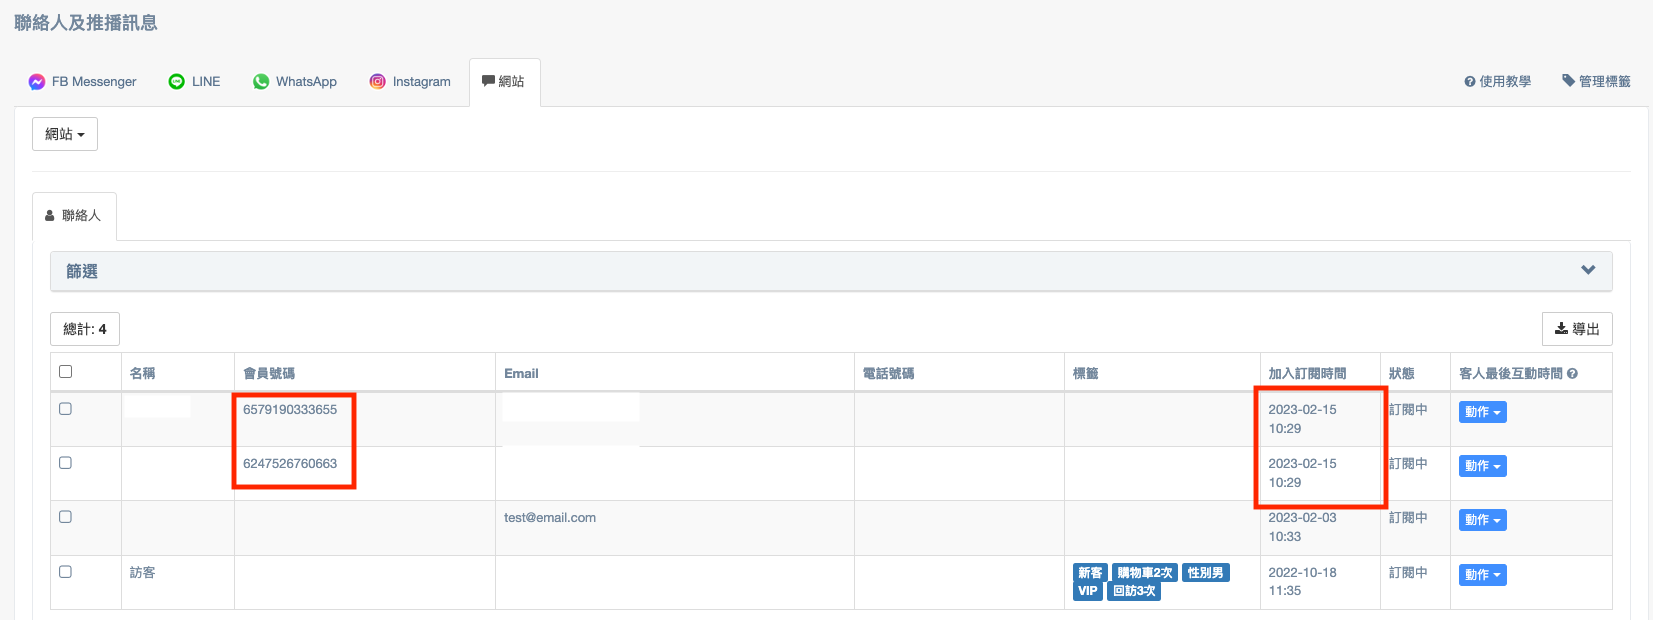 聯絡人及推播訊息
FB Messenger LINE WhatsApp Instagram 網站 使用教學 管理標籤
網站
聯絡人
篩選
總計: 4 導出
名稱 會員號碼 Email 電話號碼 標籤 加入訂閱時間 狀態 客人最後互動時間
6579190333655 2023-02-15 訂閱中 動作
10:29
6247526760663 2023-02-15 訂閱中 動作
10:29
test@email.com 2023-02-03 訂閱中 動作
10:33
訪客 新客 購物車2次 性別男 2022-10-18 訂閱中 動作
VIP 回訪3次 11:35